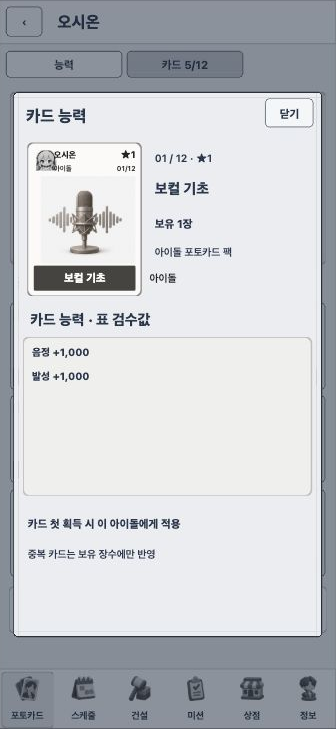 ‹ 오시온
능력 카드 5/12
카드 능력 닫기
오시온 ★1
아이돌 01/12
보컬 기초
01 / 12 · ★1
보컬 기초
보유 1장
아이돌 포토카드 팩
아이돌
카드 능력 · 표 검수값
음정 +1,000
발성 +1,000
카드 첫 획득 시 이 아이돌에게 적용
중복 카드는 보유 장수에만 반영
포토카드 스케줄 건설 미션 상점 정보